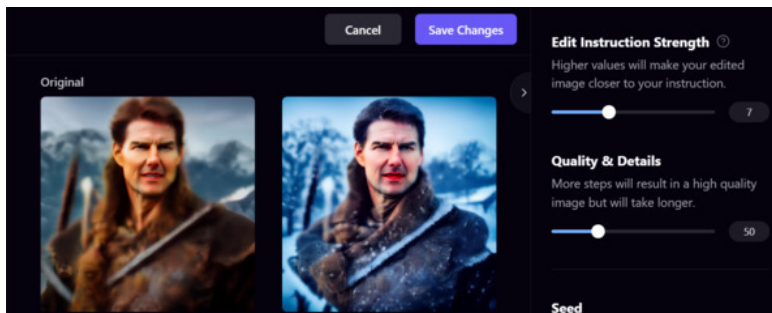 Cancel
Save Changes
Original
Edit Instruction Strength
Higher values will make your edited
image closer to your instruction.
7
Quality & Details
More steps will result in a high quality
image but will take longer.
50
Seed